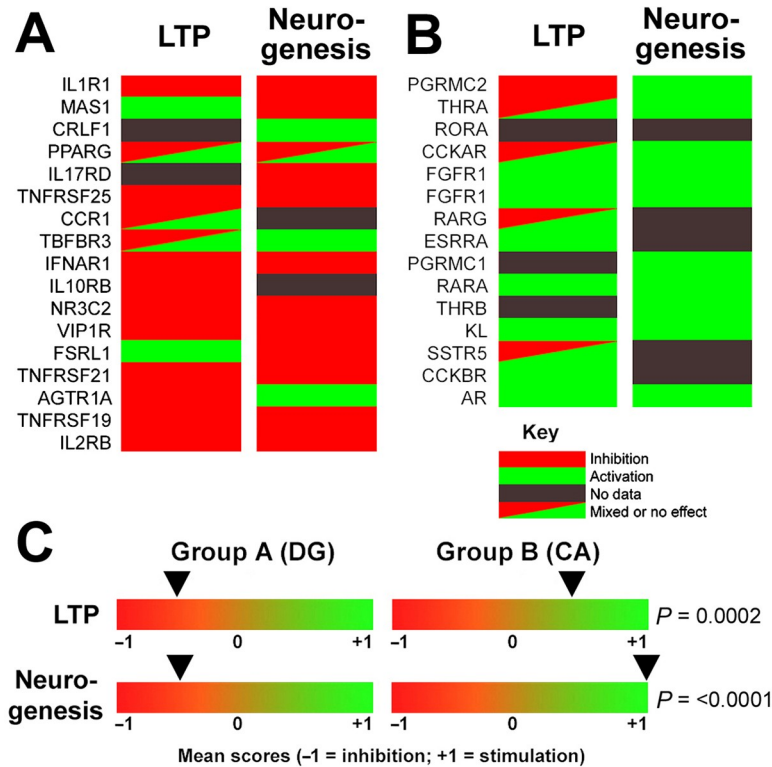 A
LTP
Neuro-
genesis
IL1R1
MAS1
CRLF1
PPARG
IL17RD
TNFRSF25
CCR1
TBFBR3
IFNAR1
IL10RB
NR3C2
VIP1R
FSRL1
TNFRSF21
AGTR1A
TNFRSF19
IL2RB
B
LTP
Neuro-
genesis
PGRMC2
THRA
RORA
CCKAR
FGFR1
FGFR1
RARG
ESRRA
PGRMC1
RARA
THRB
KL
SSTR5
CCKBR
AR
Key
Inhibition
Activation
No data
Mixed or no effect
C
Group A (DG)
Group B (CA)
LTP
–1 0 +1
–1 0 +1
P = 0.0002
Neuro-
genesis
–1 0 +1
–1 0 +1
P = <0.0001
Mean scores (–1 = inhibition; +1 = stimulation)